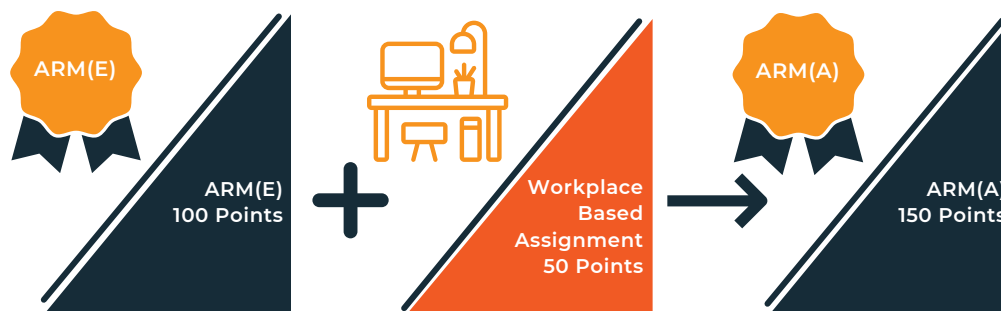 ARM(E)
ARM(E)
100 Points
Workplace
Based
Assignment
50 Points
ARM(A)
ARM(A)
150 Points